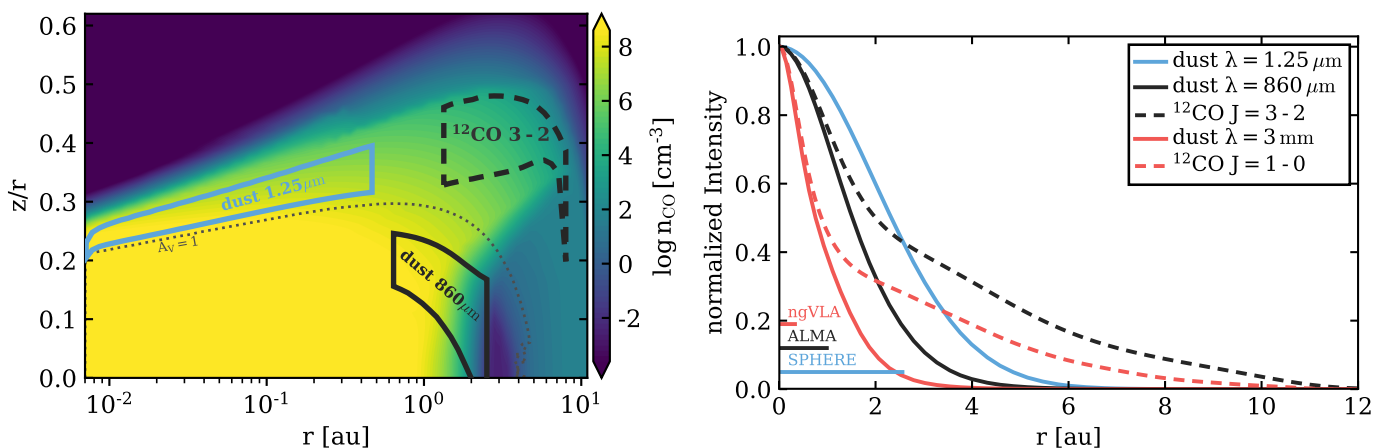 0.6
0.5
0.4
0.3
0.2
0.1
0.0
z/r
10⁻²
10⁻¹
10⁰
10¹
r [au]
¹²CO 3 - 2
dust 1.25μm
A_V = 1
dust 860μm
8
6
4
2
0
-2
log n_CO [cm⁻³]
1.0
0.8
0.6
0.4
0.2
0.0
normalized Intensity
dust λ = 1.25 μm
dust λ = 860 μm
¹²CO J = 3 - 2
dust λ = 3 mm
¹²CO J = 1 - 0
ngVLA
ALMA
SPHERE
0
2
4
6
8
10
12
r [au]